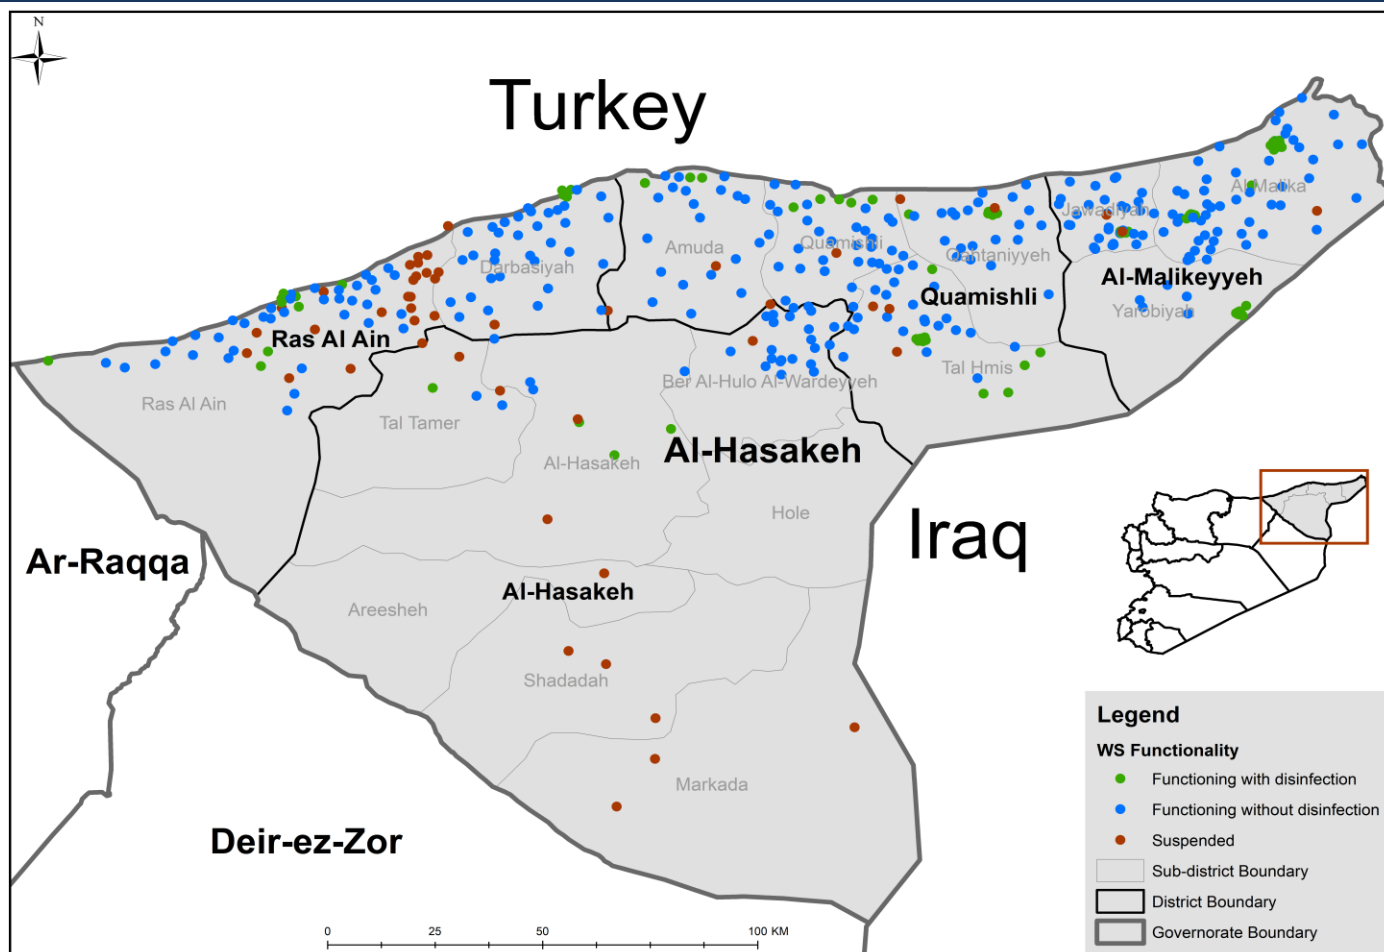 N
Turkey
Al-Malika
Jawadiyah
Quamishli
Amuda
Qahtaniyyeh
Darbasiyah
Al-Malikeyyeh
Quamishli
Yarobiyah
Ras Al Ain
Tal Hmis
Ber Al-Hulo Al-Wardeyyeh
Ras Al Ain
Tal Tamer
Al-Hasakeh
Al-Hasakeh
Hole
Iraq
Ar-Raqqa
Al-Hasakeh
Areesheh
Shadadah
Markada
Deir-ez-Zor
Legend
WS Functionality
Functioning with disinfection
Functioning without disinfection
Suspended
Sub-district Boundary
District Boundary
Governorate Boundary
0 25 50 100 KM